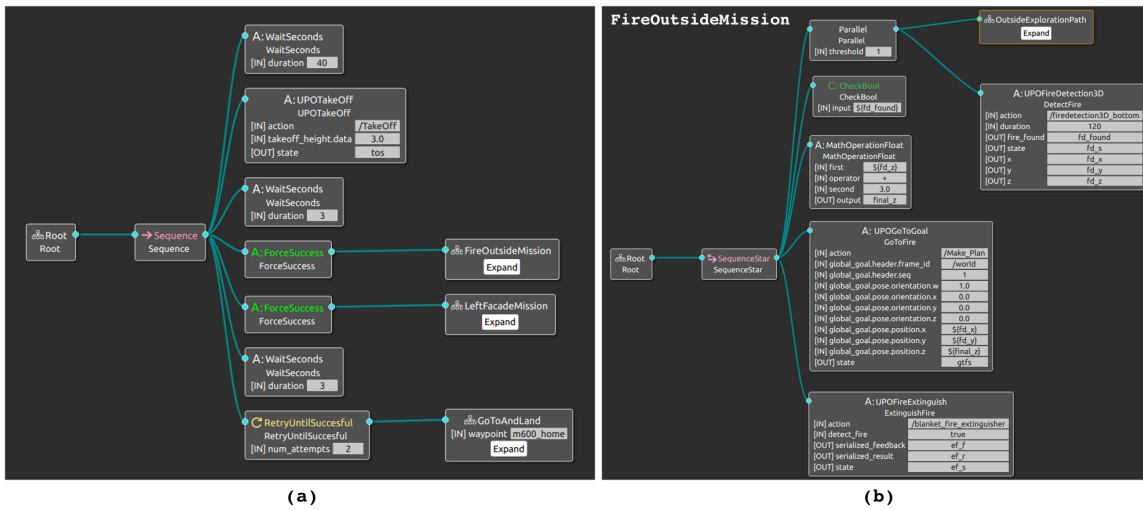 A: WaitSeconds
WaitSeconds
[IN] duration 40
A: UPOTakeOff
UPOTakeOff
[IN] action /TakeOff
[IN] takeoff_height.data 3.0
[OUT] state tos
A: WaitSeconds
WaitSeconds
[IN] duration 3
Root
Root
Sequence
Sequence
A: ForceSuccess
ForceSuccess
FireOutsideMission
Expand
A: ForceSuccess
ForceSuccess
LeftFacadeMission
Expand
A: WaitSeconds
WaitSeconds
[IN] duration 3
RetryUntilSuccesful
RetryUntilSuccesful
[IN] num_attempts 2
GoToAndLand
[IN] waypoint m600_home
Expand
(a)
FireOutsideMission
Parallel
Parallel
[IN] threshold 1
OutsideExplorationPath
Expand
C: CheckBool
CheckBool
[IN] input ${fd_found}
A: UPOFireDetection3D
DetectFire
[IN] action /firedetection3D_bottom
[IN] duration 120
[OUT] fire_found fd_found
[OUT] state fd_s
[OUT] x fd_x
[OUT] y fd_y
[OUT] z fd_z
A: MathOperationFloat
MathOperationFloat
[IN] first ${fd_z}
[IN] operator +
[IN] second 3.0
[OUT] output final_z
Root
Root
SequenceStar
SequenceStar
A: UPOGoToGoal
GoToFire
[IN] action /Make_Plan
[IN] global_goal.header.frame_id /world
[IN] global_goal.header.seq 1
[IN] global_goal.pose.orientation.w 1.0
[IN] global_goal.pose.orientation.x 0.0
[IN] global_goal.pose.orientation.y 0.0
[IN] global_goal.pose.orientation.z 0.0
[IN] global_goal.pose.position.x ${fd_x}
[IN] global_goal.pose.position.y ${fd_y}
[IN] global_goal.pose.position.z ${final_z}
[OUT] state gtfs
A: UPOFireExtinguish
ExtinguishFire
[IN] action /blanket_fire_extinguisher
[IN] detect_fire true
[OUT] serialized_feedback ef_f
[OUT] serialized_result ef_r
[OUT] state ef_s
(b)